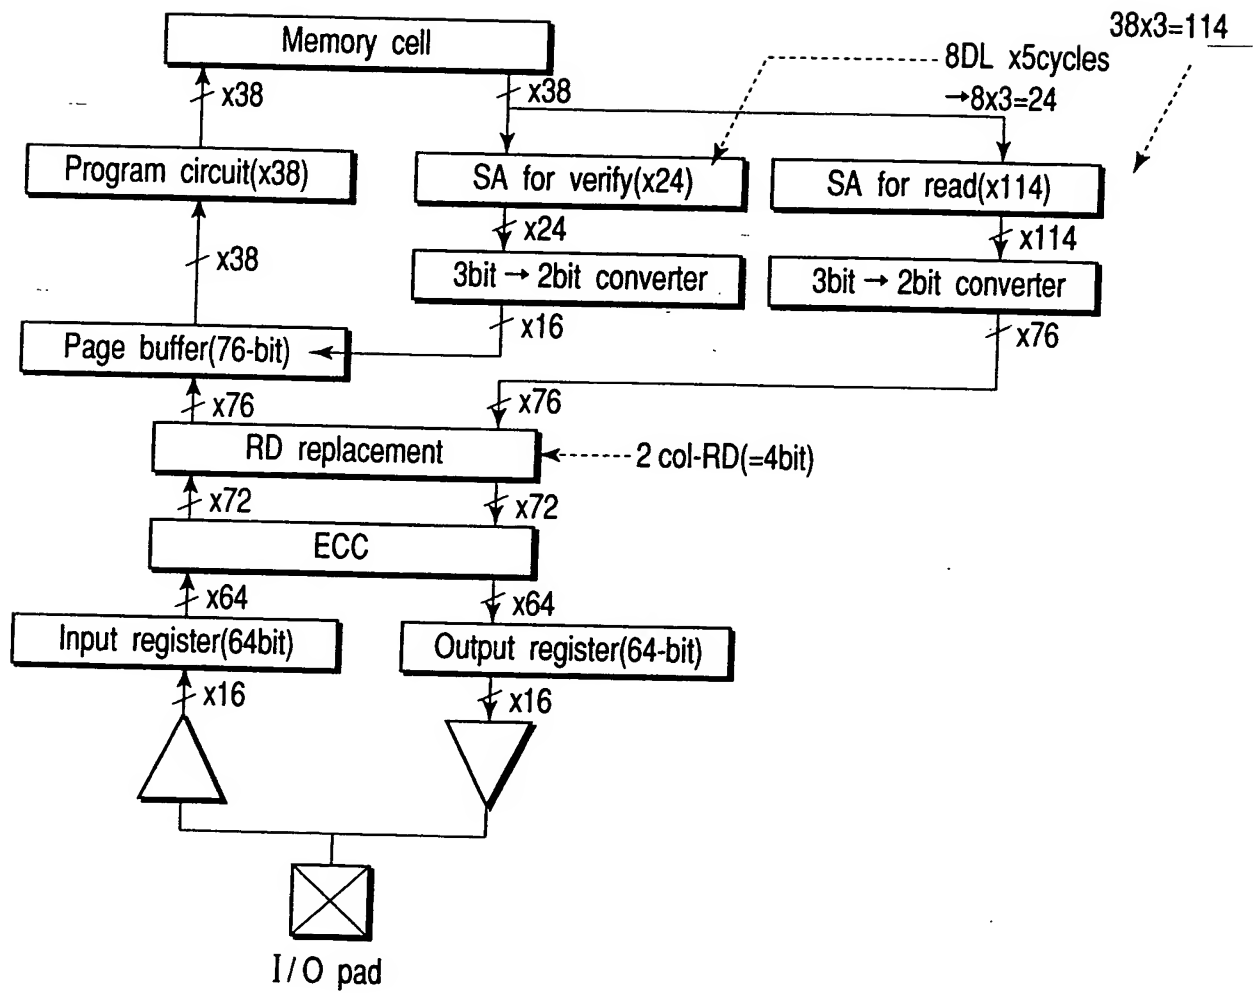 38x3=114
Memory cell
8DL x5cycles
→8x3=24
x38
x38
Program circuit(x38)
SA for verify(x24)
SA for read(x114)
x24
x114
x38
3bit→2bit converter
3bit→2bit converter
x16
x76
Page buffer(76-bit)
x76
x76
RD replacement
2 col-RD(=4bit)
x72
x72
ECC
x64
x64
Input register(64bit)
Output register(64-bit)
x16
x16
I/O pad